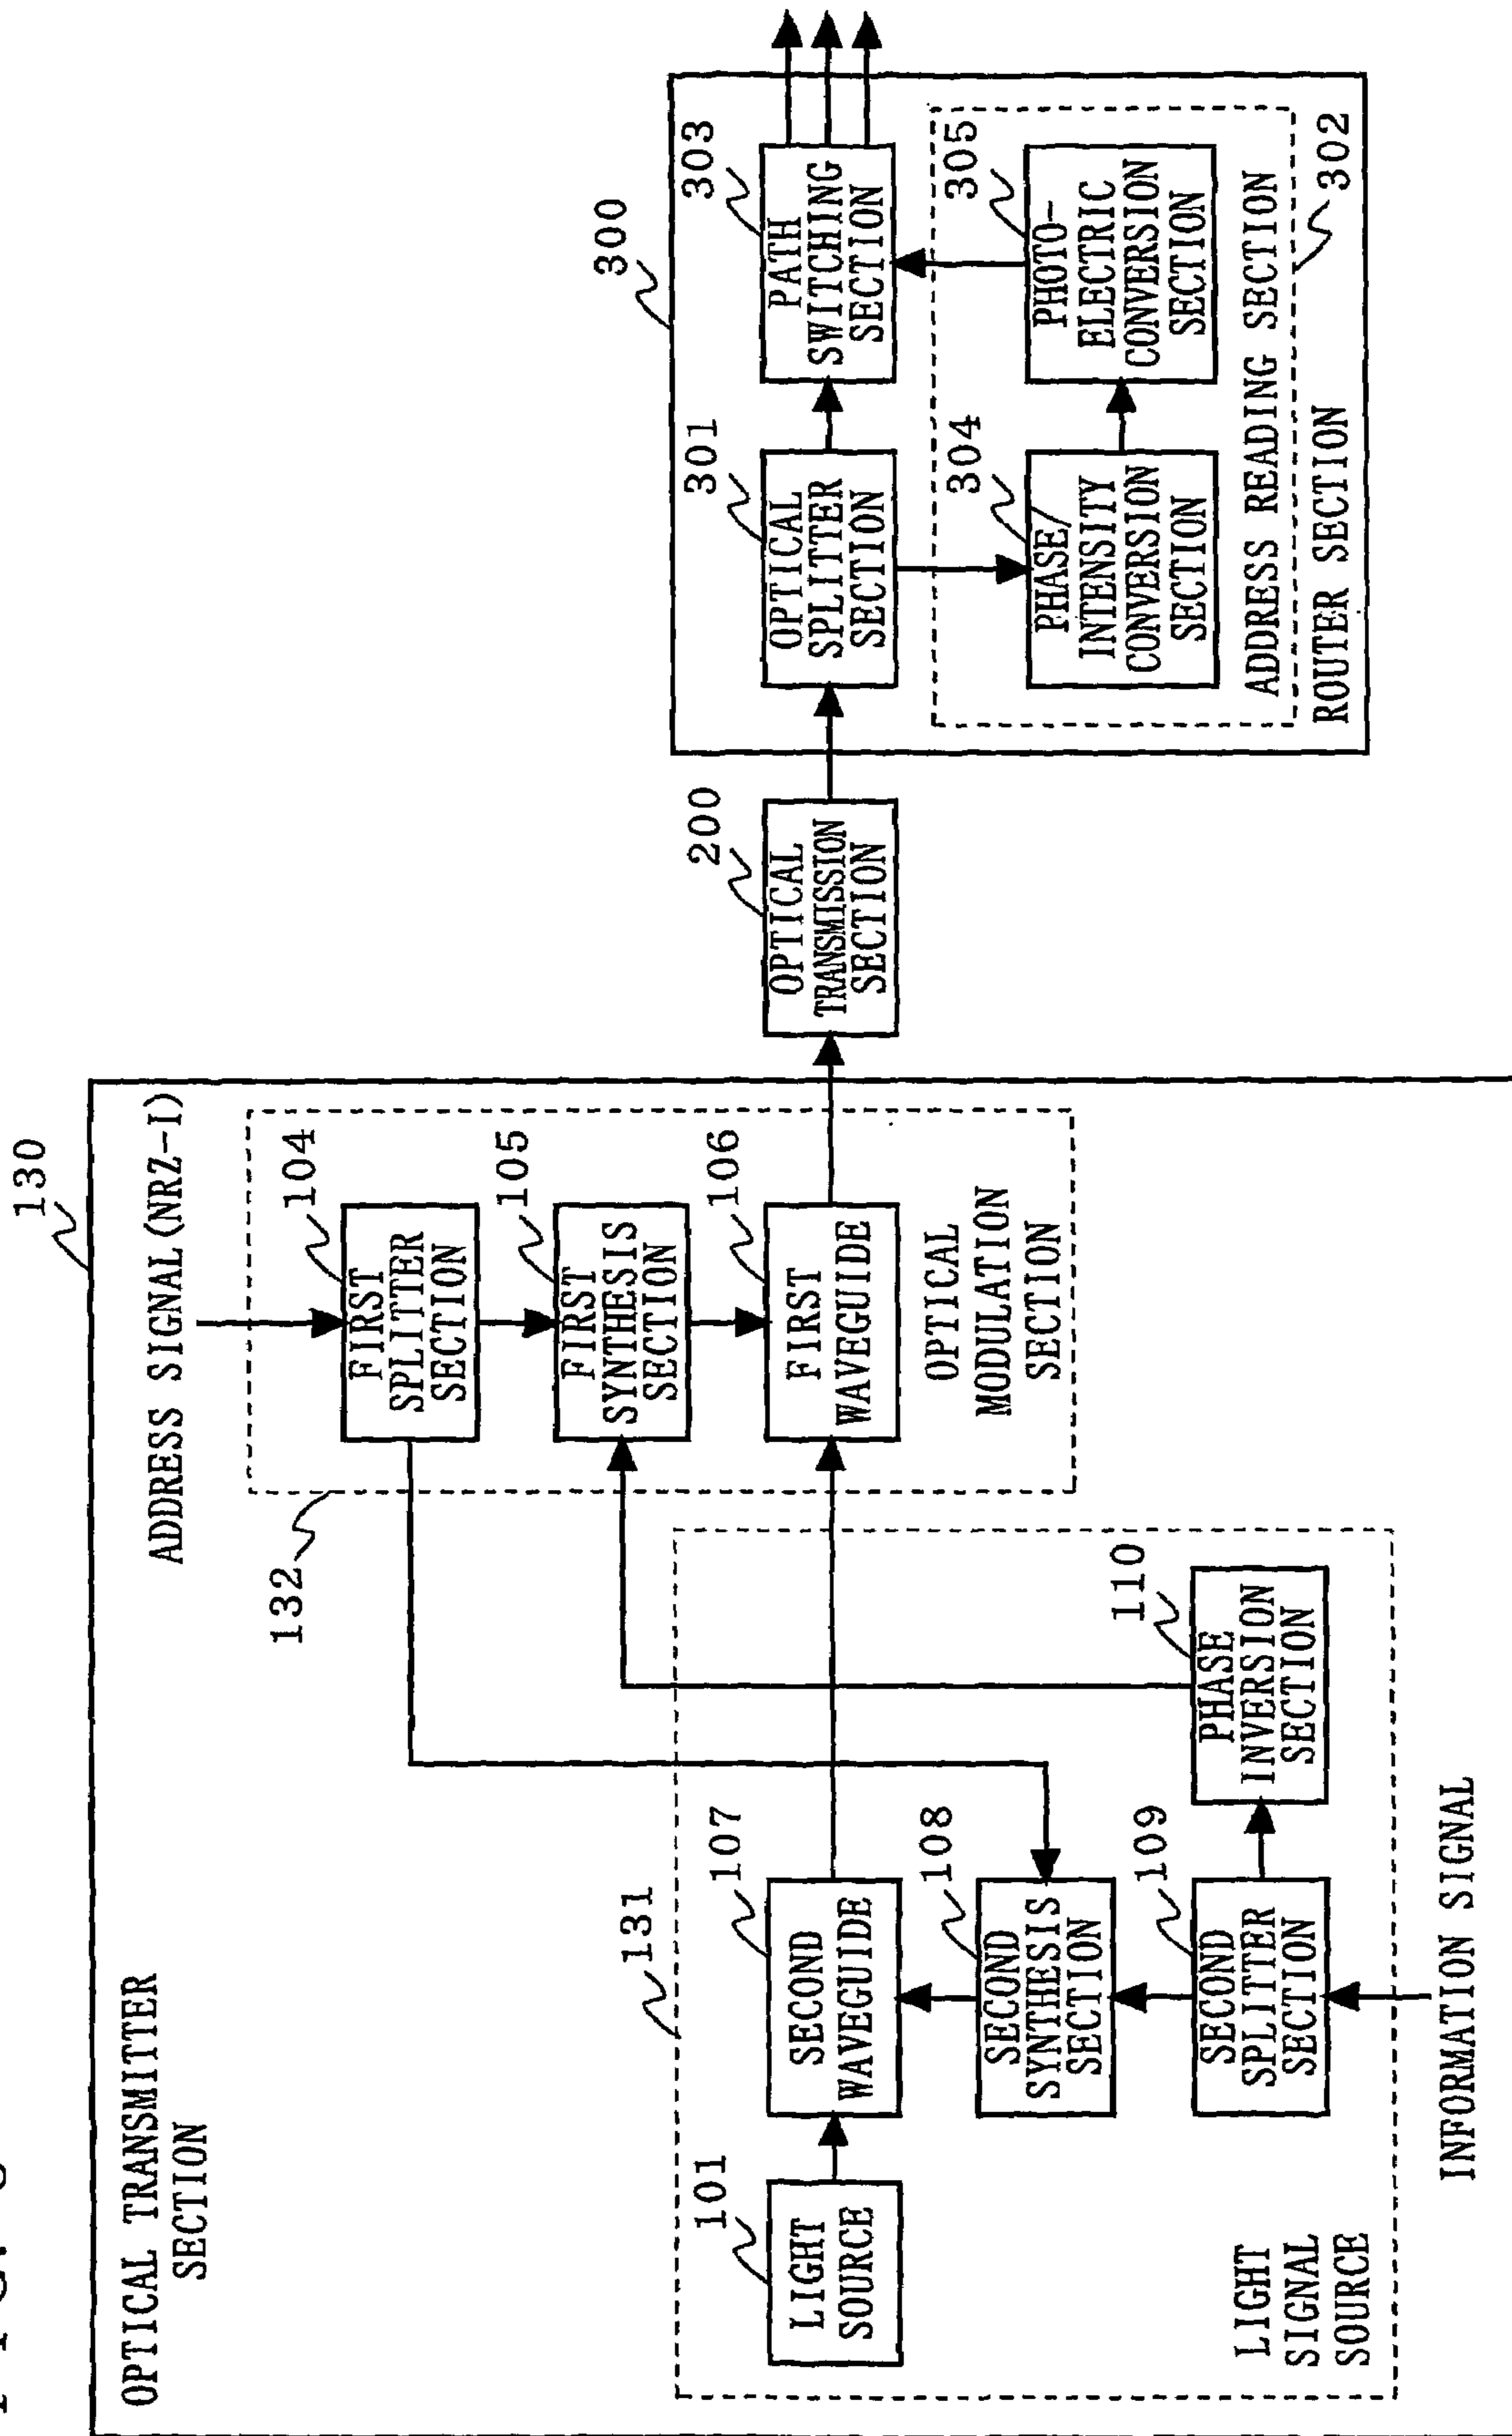 130
OPTICAL TRANSMITTER
SECTION
ADDRESS SIGNAL(NRZ-I)
132
104
FIRST
SPLITTER
SECTION
105
FIRST
SYNTHESIS
SECTION
106
FIRST
WAVEGUIDE
OPTICAL
MODULATION
SECTION
131
101
LIGHT
SOURCE
107
SECOND
WAVEGUIDE
108
SECOND
SYNTHESIS
SECTION
109
SECOND
SPLITTER
SECTION
110
PHASE
INVERSION
SECTION
LIGHT
SIGNAL
SOURCE
INFORMATION SIGNAL
200
OPTICAL
TRANSMISSION
SECTION
300
301
OPTICAL
SPLITTER
SECTION
303
PATH
SWITCHING
SECTION
304
PHASE/
INTENSITY
CONVERSION
SECTION
305
PHOTO-
ELECTRIC
CONVERSION
SECTION
ADDRESS READING SECTION
302
ROUTER SECTION